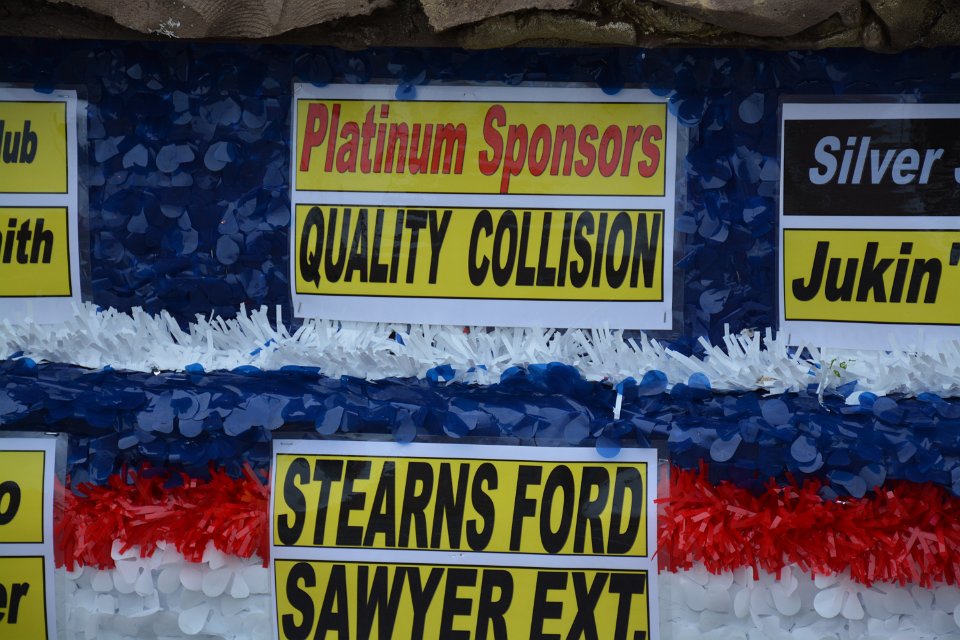 Platinum Sponsors
QUALITY COLLISION
Silver
Jukin'
STEARNS FORD
SAWYER EXT.